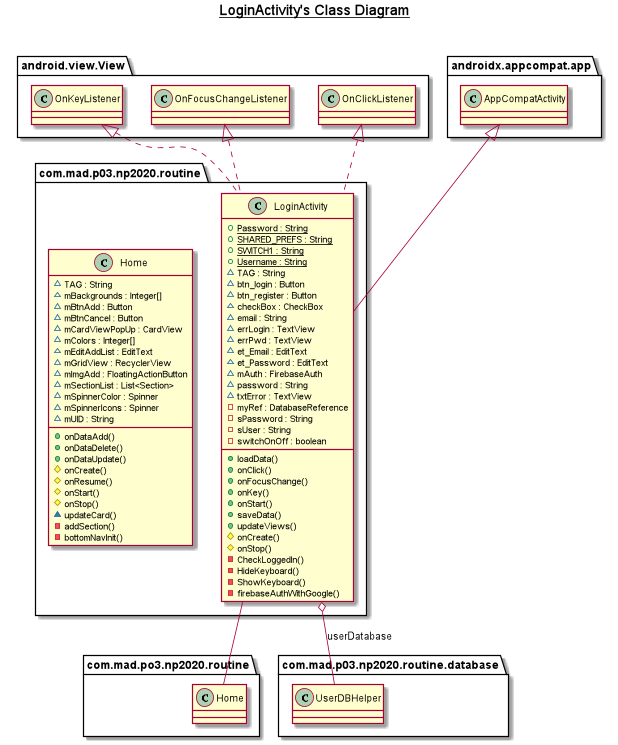 LoginActivity's Class Diagram
android.view.View
C OnKeyListener
C OnFocusChangeListener
C OnClickListener
androidx.appcompat.app
C AppCompatActivity
com.mad.p03.np2020.routine
C Home
TAG : String
mBackgrounds : Integer[]
mBtnAdd : Button
mBtnCancel : Button
mCardViewPopUp : CardView
mColors : Integer[]
mEditAddList : EditText
mGridView : RecyclerView
mImgAdd : FloatingActionButton
mSectionList : List<Section>
mSpinnerColor : Spinner
mSpinnerIcons : Spinner
mUID : String
onDataAdd()
onDataDelete()
onDataUpdate()
onCreate()
onResume()
onStart()
onStop()
updateCard()
addSection()
bottomNavInit()
C LoginActivity
Password : String
SHARED_PREFS : String
SWITCH1 : String
Username : String
TAG : String
btn_login : Button
btn_register : Button
checkBox : CheckBox
email : String
errLogin : TextView
errPwd : TextView
et_Email : EditText
et_Password : EditText
mAuth : FirebaseAuth
password : String
txtError : TextView
myRef : DatabaseReference
sPassword : String
sUser : String
switchOnOff : boolean
loadData()
onClick()
onFocusChange()
onKey()
onStart()
saveData()
updateViews()
onCreate()
onStop()
CheckLoggedIn()
HideKeyboard()
ShowKeyboard()
firebaseAuthWithGoogle()
userDatabase
com.mad.po3.np2020.routine
C Home
com.mad.p03.np2020.routine.database
C UserDBHelper